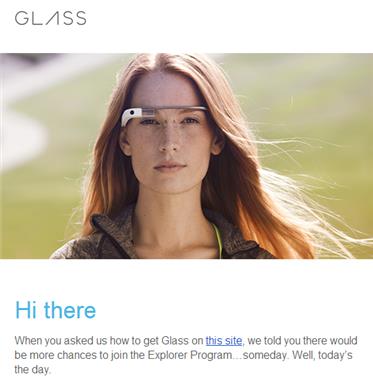 GLASS
Hi there
When you asked us how to get Glass on this site, we told you there would
be more chances to join the Explorer Program…someday. Well, today's
the day.